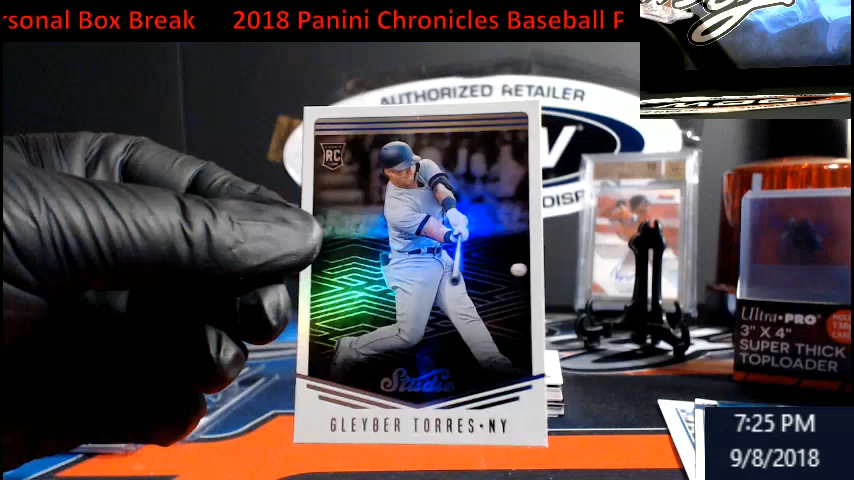 rsonal Box Break 2018 Panini Chronicles Baseball F
AUTHORIZED RETAILER
RC
Studio
GLEYBER TORRES•NY
Ultra•PRO
3" X 4"
SUPER THICK
TOPLOADER
7:25 PM
9/8/2018